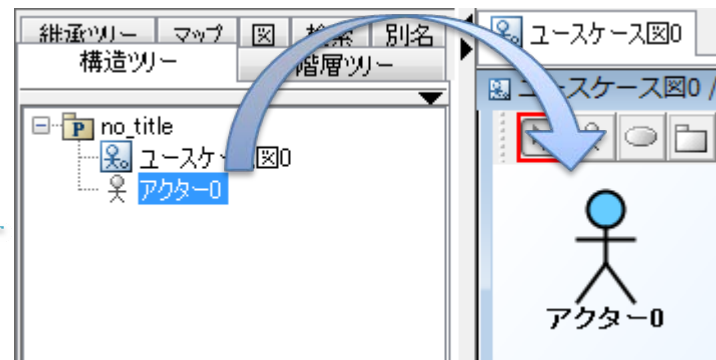 継承ツリー マップ 図 検索 別名
構造ツリー 階層ツリー
no_title
ユースケ 図0
アクター0
ユースケース図0
ユースケース図0 /
アクター0